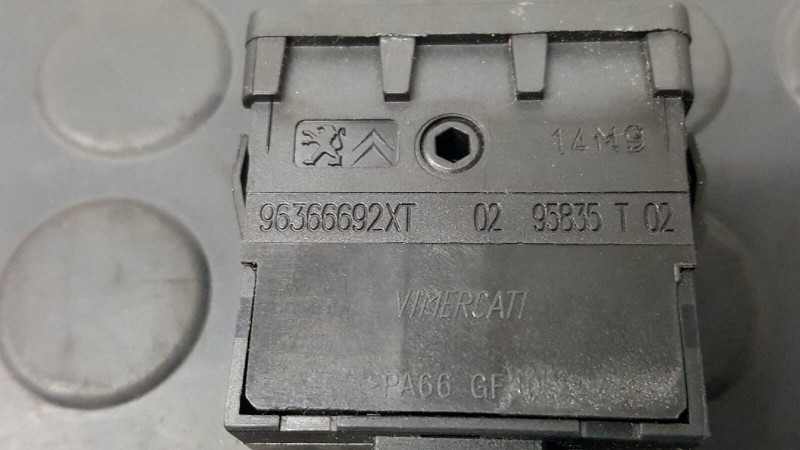 14M9
96366692XT 02 95835 T 02
VIMERCATI
PA66 GF